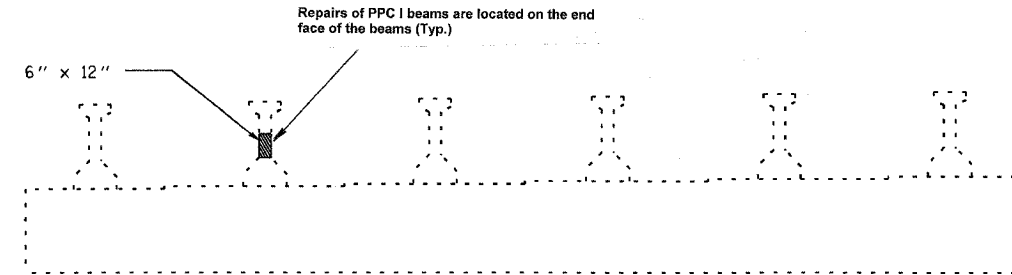 Repairs of PPC I beams are located on the end
face of the beams (Typ.)
6" x 12"